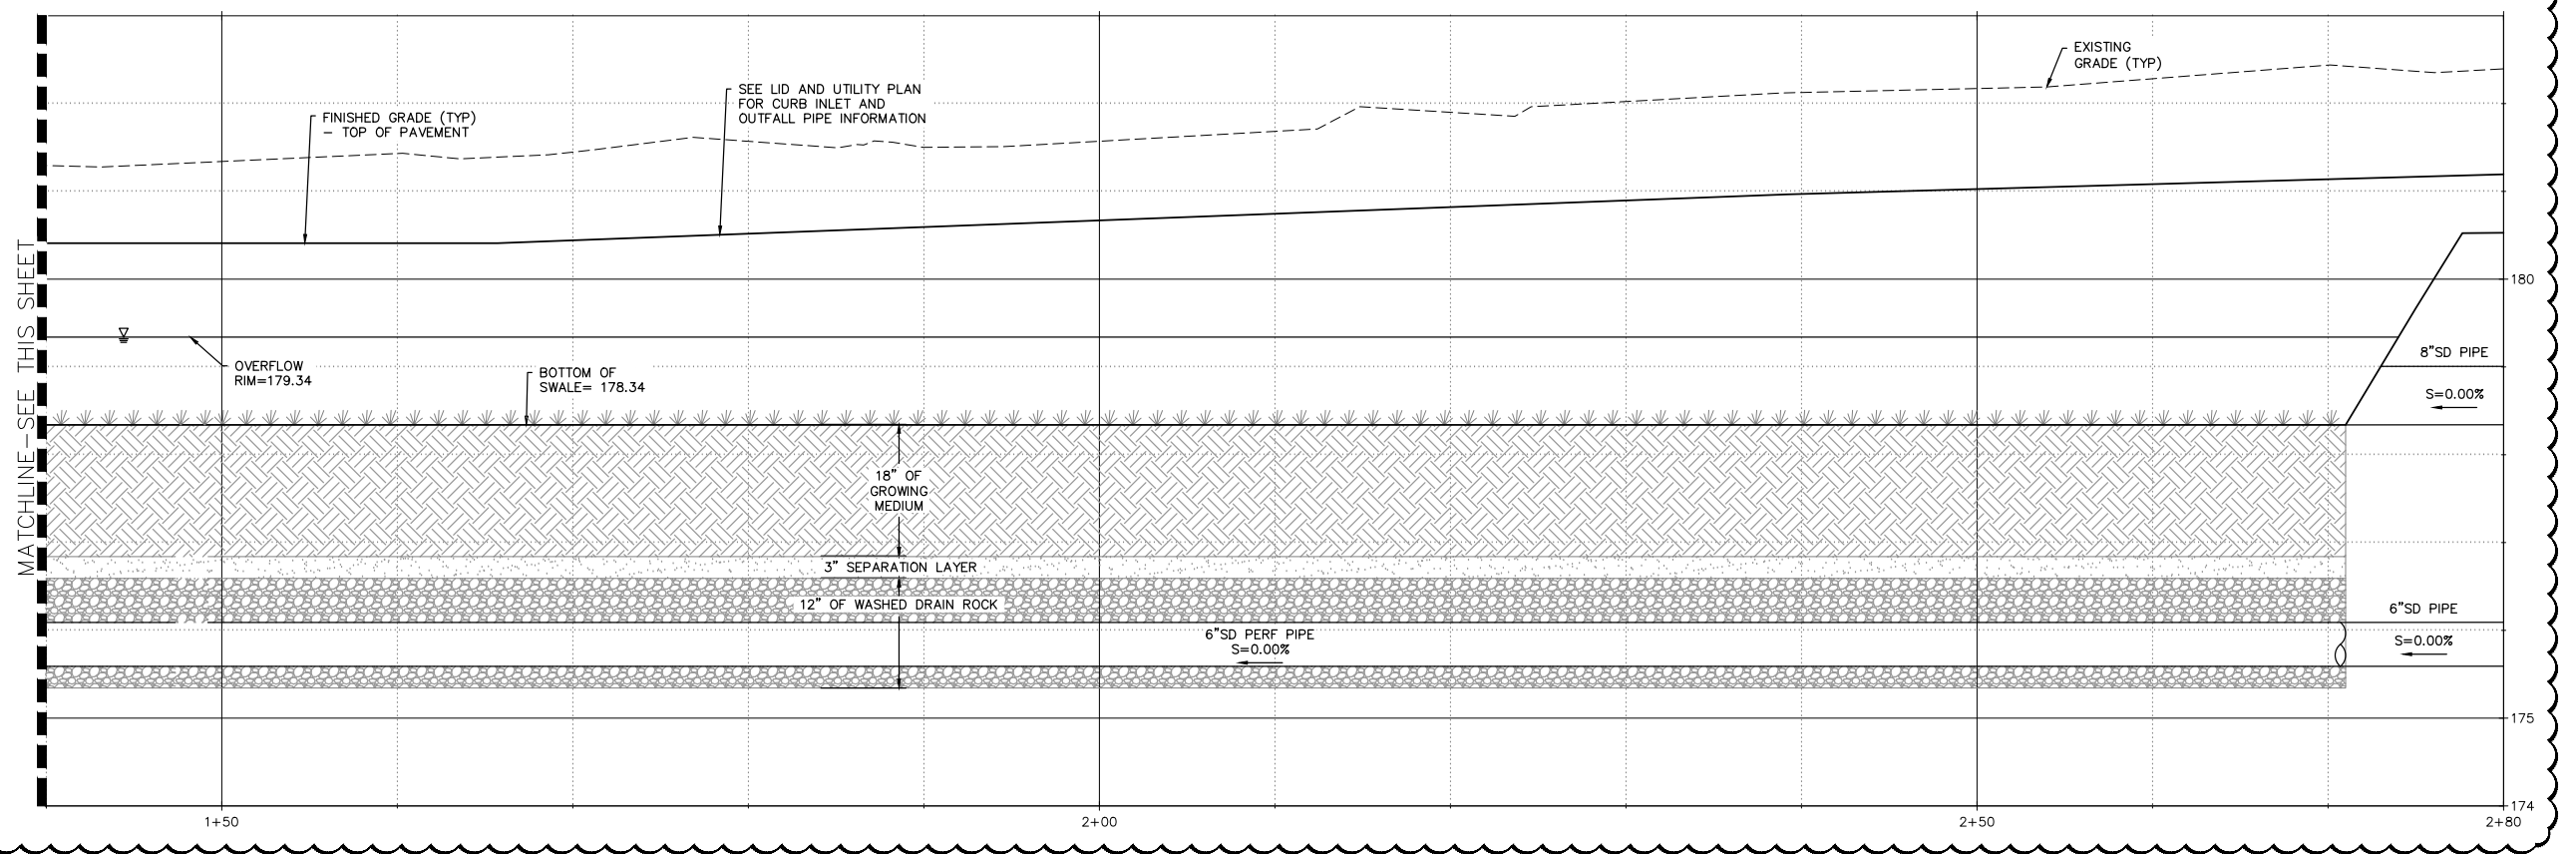 EXISTING
GRADE (TYP)
SEE LID AND UTILITY PLAN
FOR CURB INLET AND
OUTFALL PIPE INFORMATION
FINISHED GRADE (TYP)
– TOP OF PAVEMENT
MATCHLINE–SEE THIS SHEET
180
OVERFLOW
RIM=179.34
BOTTOM OF
SWALE= 178.34
8"SD PIPE
S=0.00%
18" OF
GROWING
MEDIUM
3" SEPARATION LAYER
12" OF WASHED DRAIN ROCK
6"SD PERF PIPE
S=0.00%
6"SD PIPE
S=0.00%
175
174
1+50
2+00
2+50
2+80